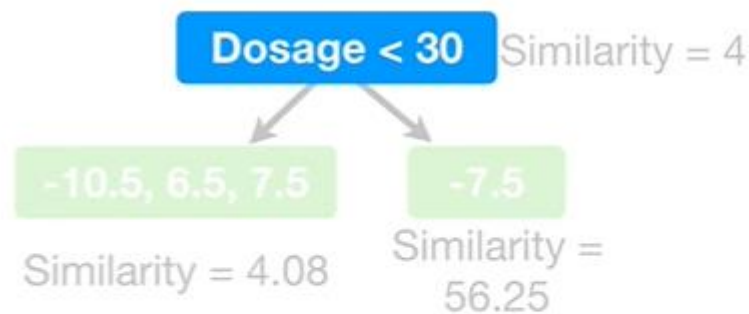 Dosage < 30
Similarity = 4
-10.5, 6.5, 7.5
-7.5
Similarity = 4.08
Similarity =
56.25